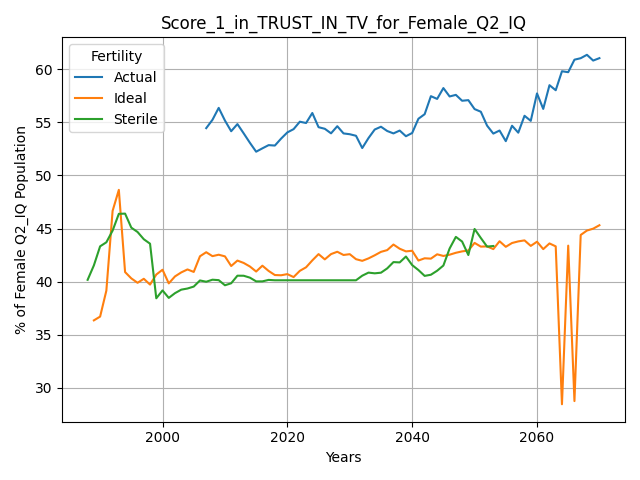 Score_1_in_TRUST_IN_TV_for_Female_Q2_IQ
Fertility
Actual
Ideal
Sterile
% of Female Q2_IQ Population
60
55
50
45
40
35
30
2000
2020
2040
2060
Years